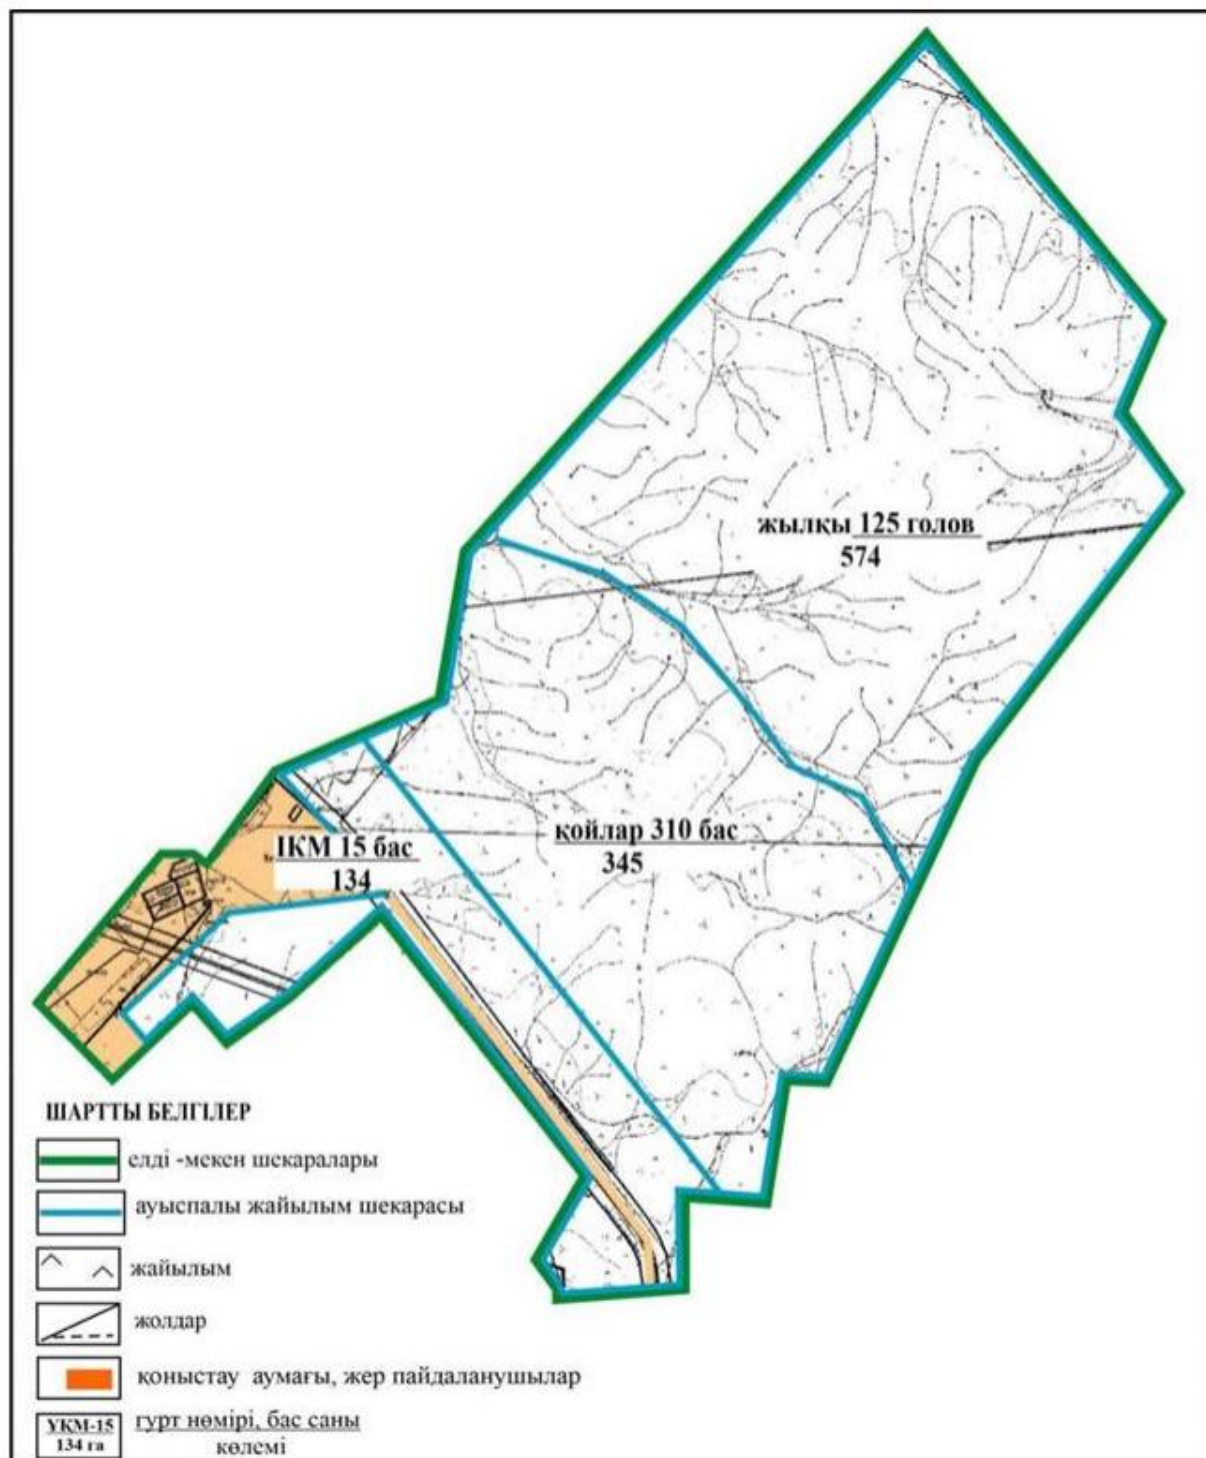 жылқы 125 голов
574
қойлар 310 бас
345
ІКМ 15 бас
134
ШАРТТЫ БЕЛГІЛЕР
елді -мекен шекаралары
ауыспалы жайылым шекарасы
жайылым
жолдар
қоныстау аумағы, жер пайдаланушылар
ҰҚМ-15
134 га
гурт нөмірі, бас саны
көлемі